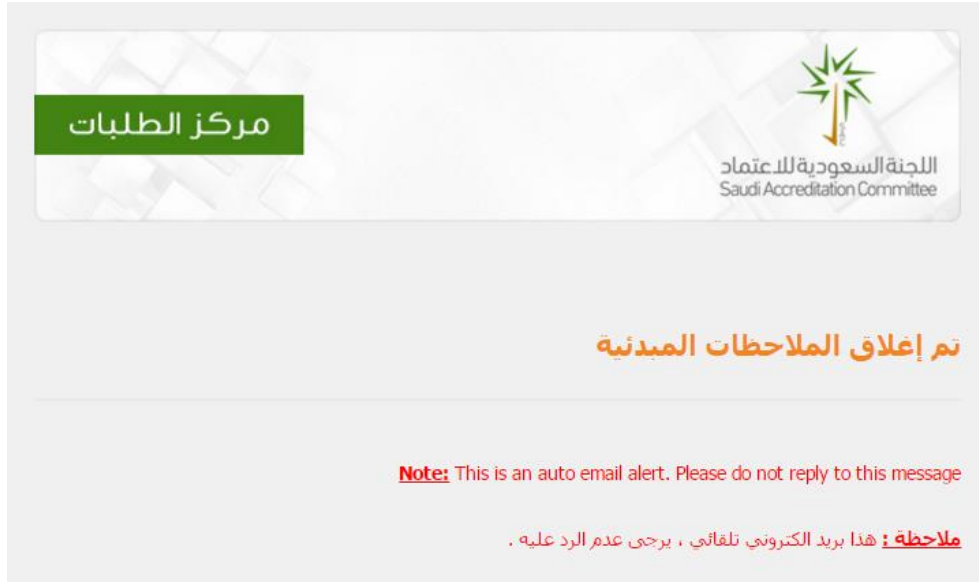 مركز الطلبات
اللجنة السعودية للاعتماد
Saudi Accreditation Committee
تم إغلاق الملاحظات المبدئية
Note: This is an auto email alert. Please do not reply to this message
ملاحظة : هذا بريد الكتروني تلقائي ، يرجى عدم الرد عليه .